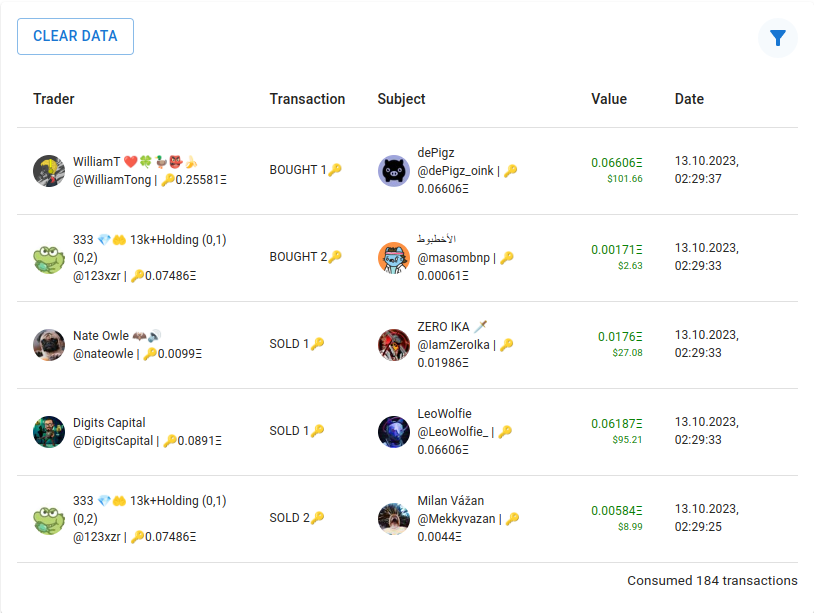 CLEAR DATA
Trader Transaction Subject Value Date
WilliamT ❤️🍀🦆👺🍌
@WilliamTong | 🔑0.25581Ξ
BOUGHT 1🔑
dePigz
@dePigz_oink | 🔑
0.06606Ξ
0.06606Ξ
$101.66
13.10.2023,
02:29:37
333 💎🤲 13k+Holding (0,1)
(0,2)
@123xzr | 🔑0.07486Ξ
BOUGHT 2🔑
الأخطبوط
@masombnp | 🔑
0.00061Ξ
0.00171Ξ
$2.63
13.10.2023,
02:29:33
Nate Owle 🦇🔊
@nateowle | 🔑0.0099Ξ
SOLD 1🔑
ZERO IKA 🗡️
@IamZeroIka | 🔑
0.01986Ξ
0.0176Ξ
$27.08
13.10.2023,
02:29:33
Digits Capital
@DigitsCapital | 🔑0.0891Ξ
SOLD 1🔑
LeoWolfie
@LeoWolfie_ | 🔑
0.06606Ξ
0.06187Ξ
$95.21
13.10.2023,
02:29:33
333 💎🤲 13k+Holding (0,1)
(0,2)
@123xzr | 🔑0.07486Ξ
SOLD 2🔑
Milan Vážan
@Mekkyvazan | 🔑
0.0044Ξ
0.00584Ξ
$8.99
13.10.2023,
02:29:25
Consumed 184 transactions